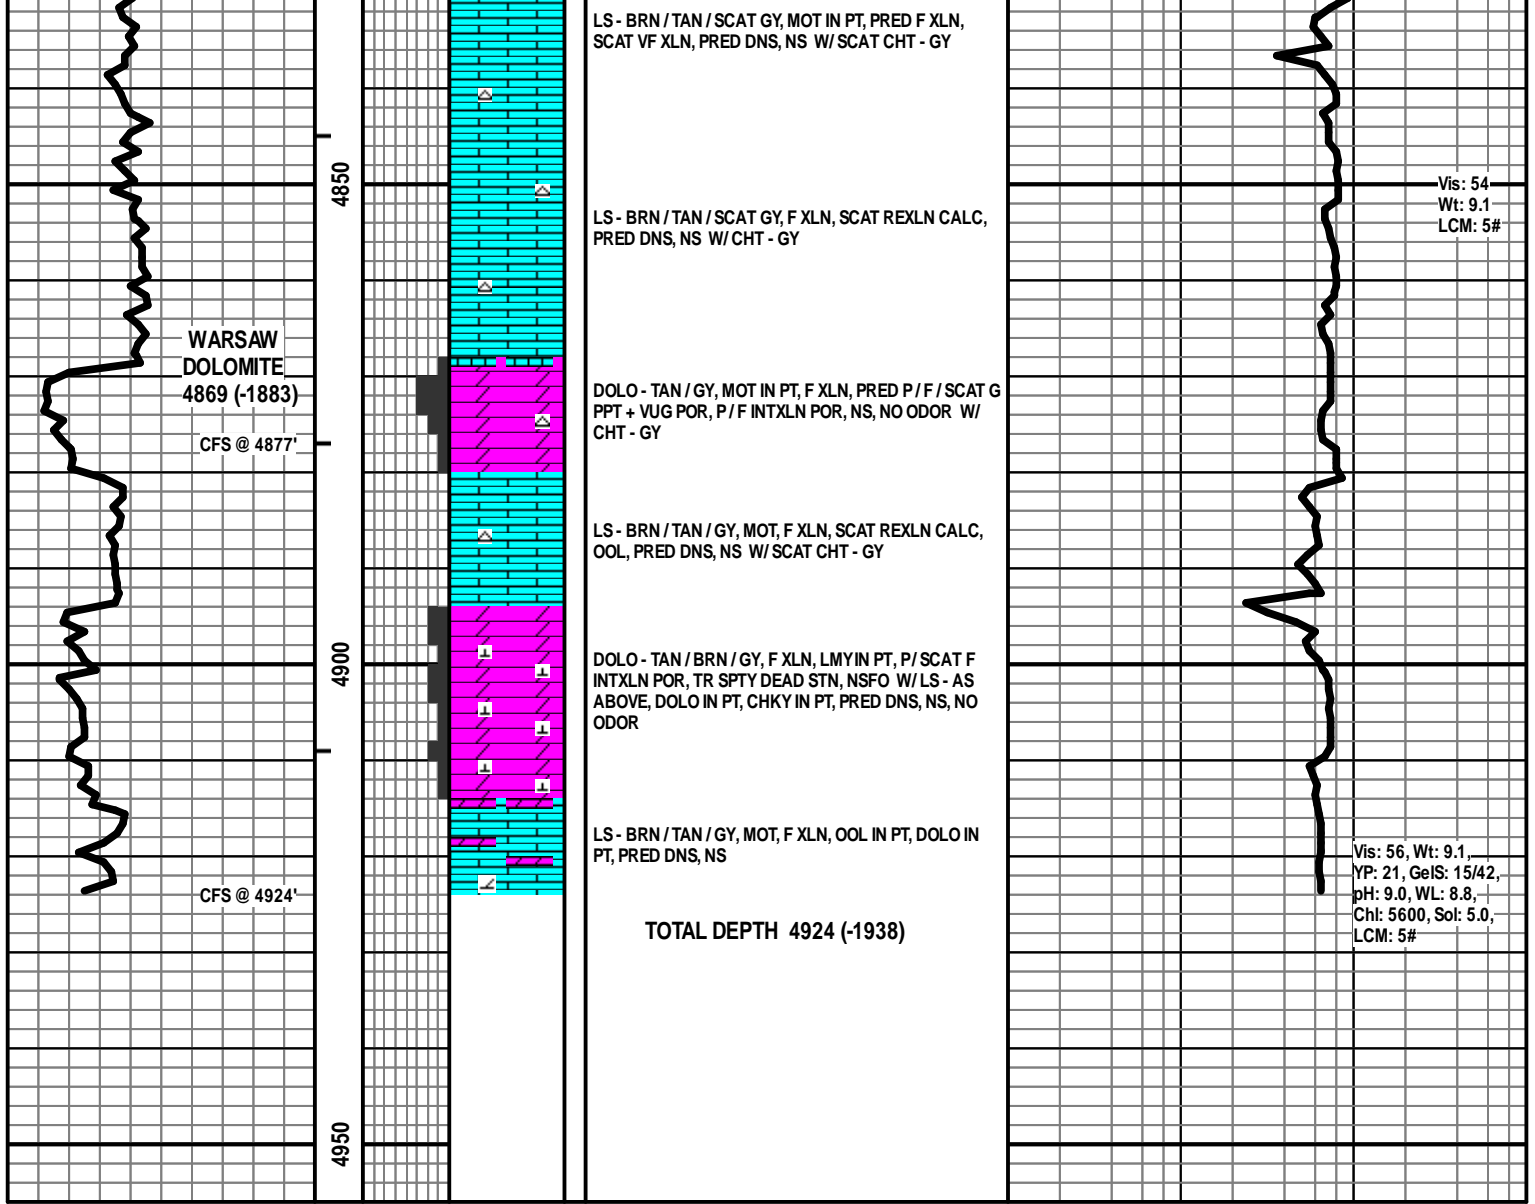 LS - BRN / TAN / SCAT GY, MOT IN PT, PRED F XLN,
SCAT VF XLN, PRED DNS, NS W/ SCAT CHT - GY
4850
Vis: 54
Wt: 9.1
LCM: 5#
LS - BRN / TAN / SCAT GY, F XLN, SCAT REXLN CALC,
PRED DNS, NS W/ CHT - GY
WARSAW
DOLOMITE
4869 (-1883)
CFS @ 4877'
DOLO - TAN / GY, MOT IN PT, F XLN, PRED P / F / SCAT G
PPT + VUG POR, P / F INTXLN POR, NS, NO ODOR W/
CHT - GY
LS - BRN / TAN / GY, MOT, F XLN, SCAT REXLN CALC,
OOL, PRED DNS, NS W/ SCAT CHT - GY
4900
DOLO - TAN / BRN / GY, F XLN, LMY IN PT, P/ SCAT F
INTXLN POR, TR SPTY DEAD STN, NSFO W/ LS - AS
ABOVE, DOLO IN PT, CHKY IN PT, PRED DNS, NS, NO
ODOR
LS - BRN / TAN / GY, MOT, F XLN, OOL IN PT, DOLO IN
PT, PRED DNS, NS
CFS @ 4924'
Vis: 56, Wt: 9.1,
YP: 21, GelS: 15/42,
pH: 9.0, WL: 8.8,
Chl: 5600, Sol: 5.0,
LCM: 5#
TOTAL DEPTH 4924 (-1938)
4950